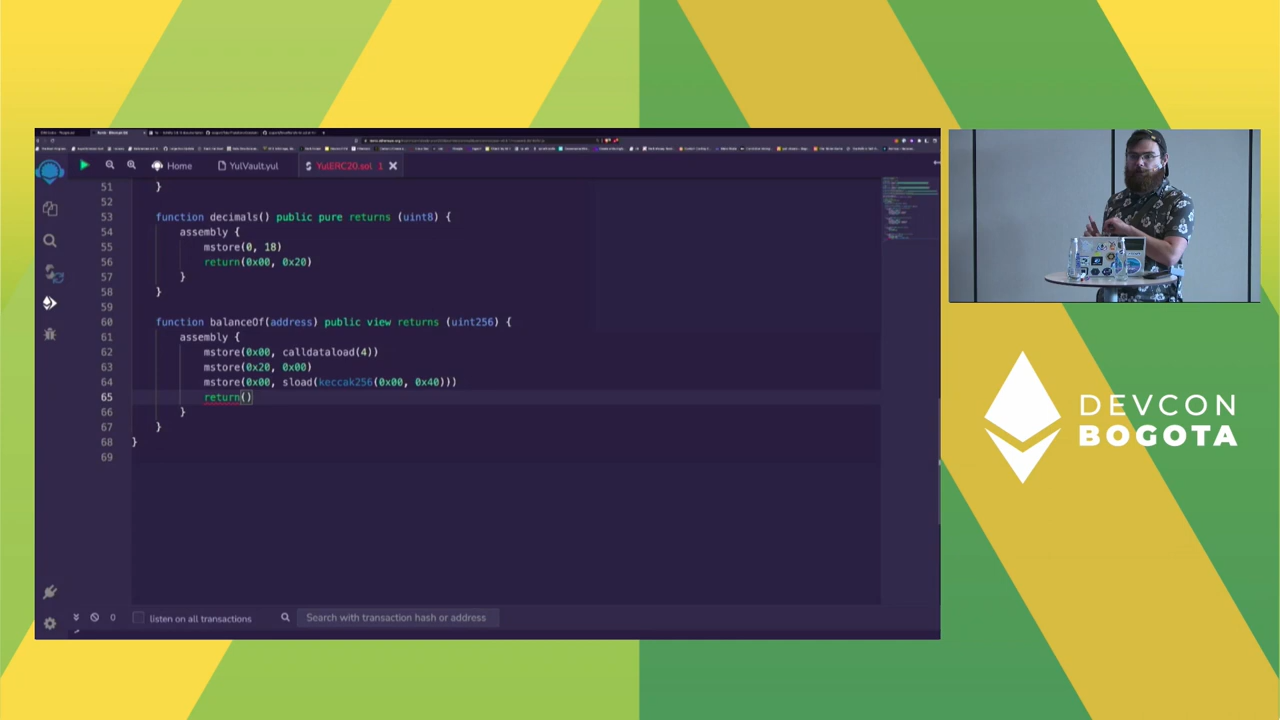 Home
YulVault.yul
YulERC20.sol 1
51 }
52
53 function decimals() public pure returns (uint8) {
54 assembly {
55 mstore(0, 18)
56 return(0x00, 0x20)
57 }
58 }
59
60 function balanceOf(address) public view returns (uint256) {
61 assembly {
62 mstore(0x00, calldataload(4))
63 mstore(0x20, 0x00)
64 mstore(0x00, sload(keccak256(0x00, 0x40)))
65 return()
66 }
67 }
68 }
69
0
listen on all transactions
Search with transaction hash or address
DEVCON
BOGOTA